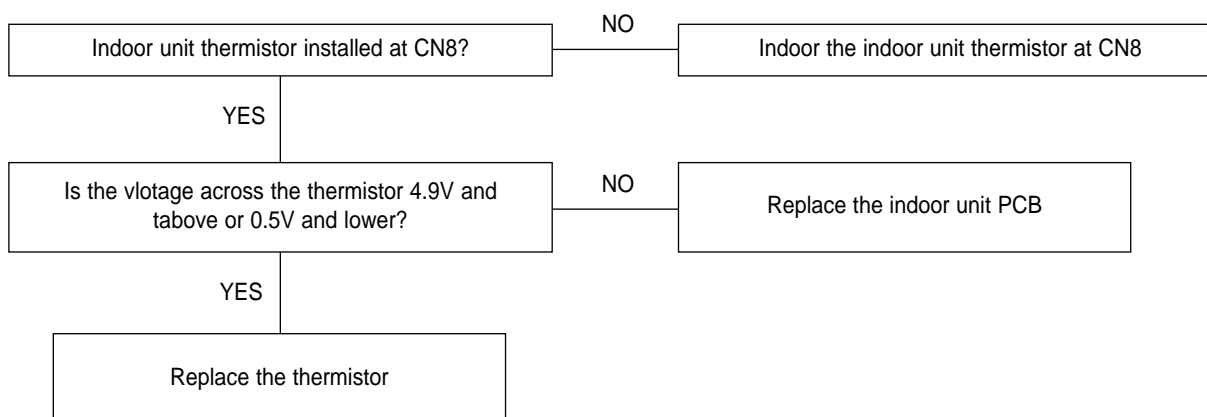 Indoor unit thermistor installed at CN8?
NO
Indoor the indoor unit thermistor at CN8
YES
Is the vlotage across the thermistor 4.9V and
tabove or 0.5V and lower?
NO
Replace the indoor unit PCB
YES
Replace the thermistor